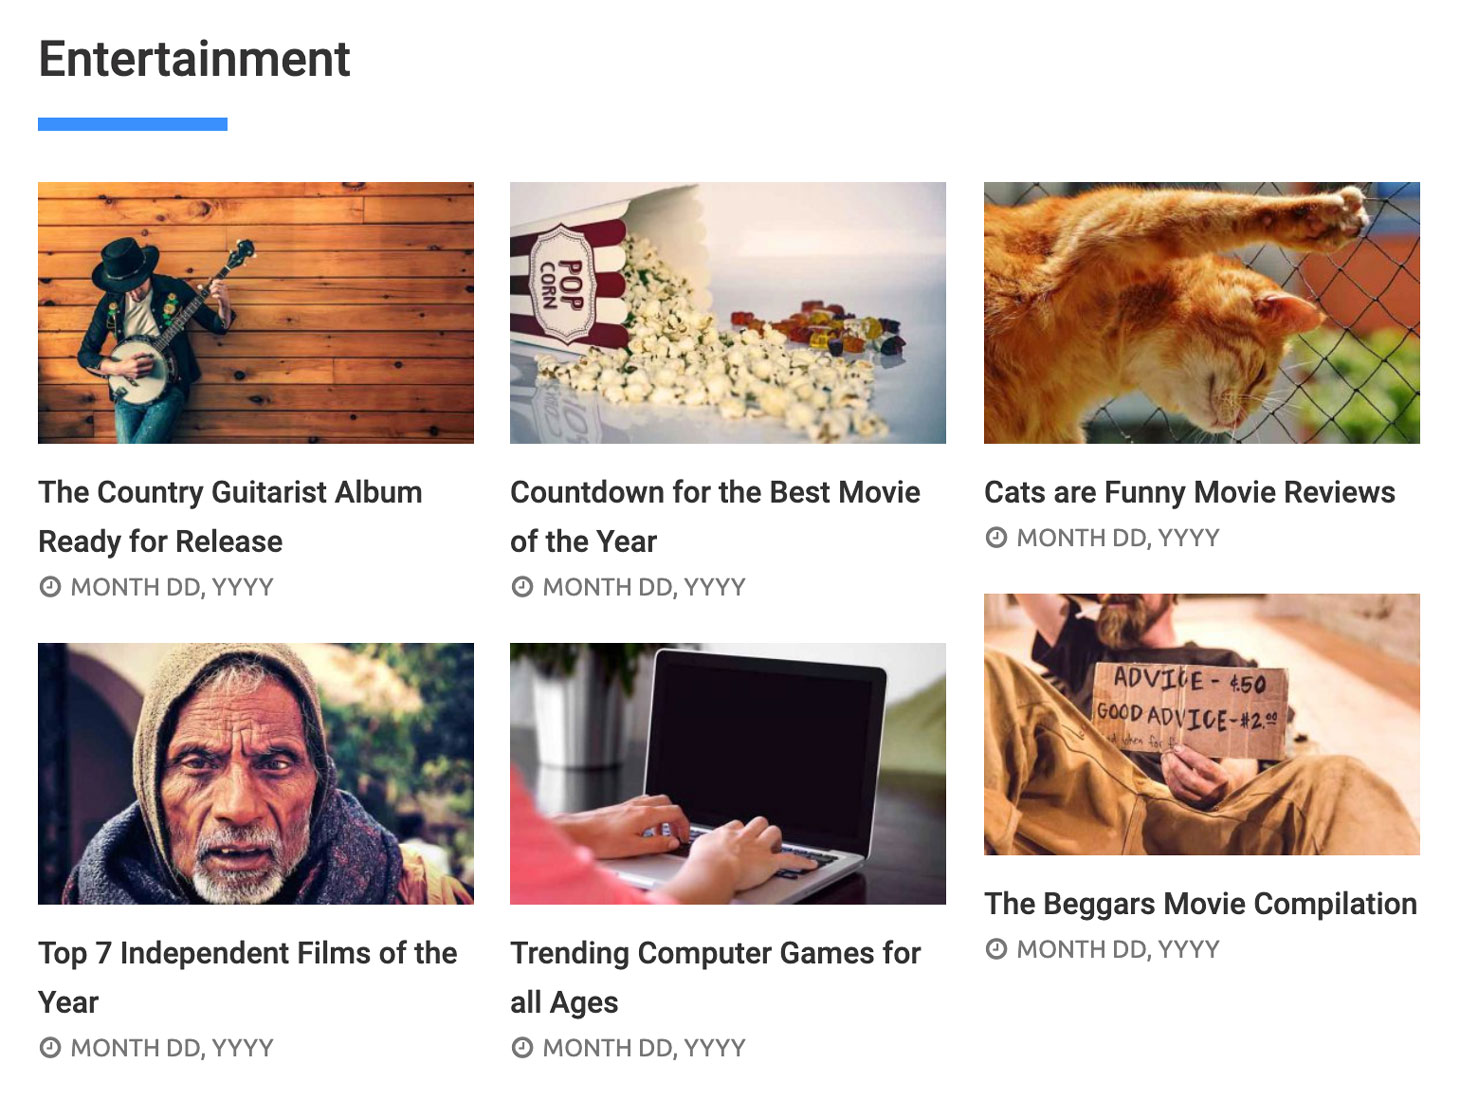 Entertainment
POP
CORN
The Country Guitarist Album
Ready for Release
MONTH DD, YYYY
Countdown for the Best Movie
of the Year
MONTH DD, YYYY
Cats are Funny Movie Reviews
MONTH DD, YYYY
ADVICE - ¢50
GOOD ADVICE-$2.00
Top 7 Independent Films of the
Year
MONTH DD, YYYY
Trending Computer Games for
all Ages
MONTH DD, YYYY
The Beggars Movie Compilation
MONTH DD, YYYY